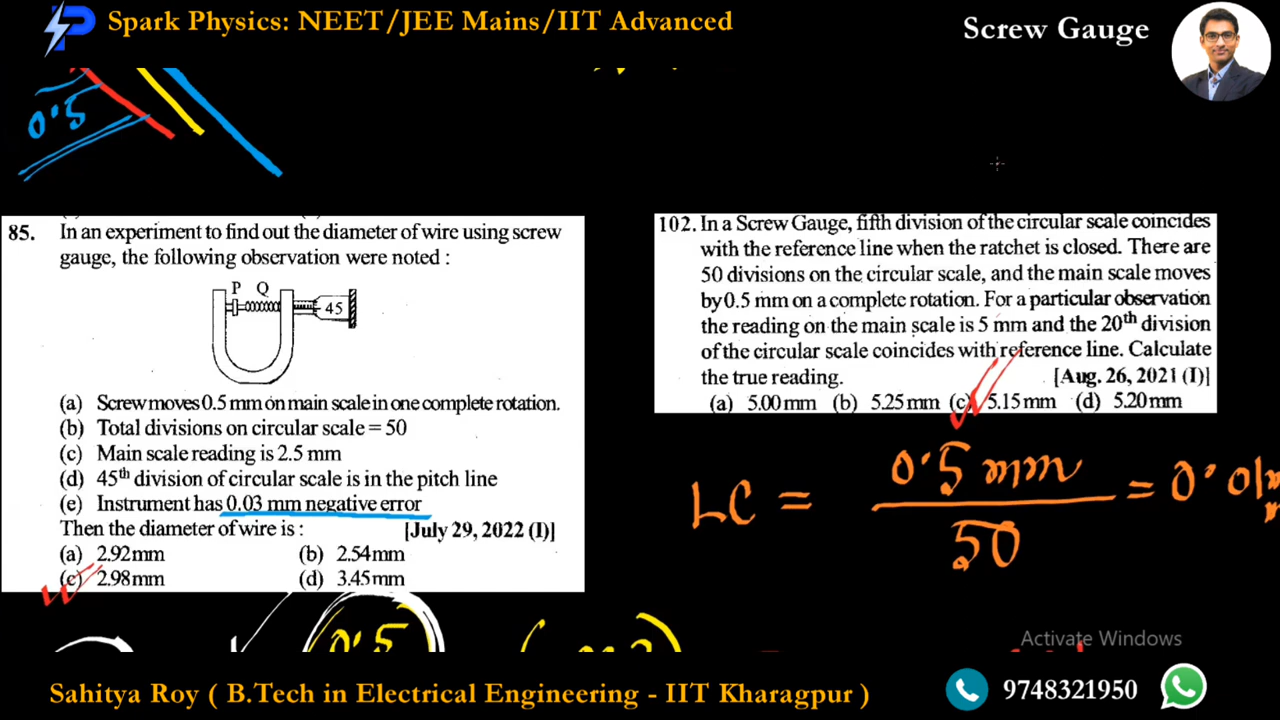 Spark Physics: NEET/JEE Mains/IIT Advanced
Screw Gauge
0.5
85. In an experiment to find out the diameter of wire using screw
gauge, the following observation were noted :
P Q
45
(a) Screw moves 0.5 mm on main scale in one complete rotation.
(b) Total divisions on circular scale = 50
(c) Main scale reading is 2.5 mm
(d) 45th division of circular scale is in the pitch line
(e) Instrument has 0.03 mm negative error
Then the diameter of wire is : [July 29, 2022 (I)]
(a) 2.92 mm (b) 2.54 mm
(c) 2.98 mm (d) 3.45 mm
102. In a Screw Gauge, fifth division of the circular scale coincides
with the reference line when the ratchet is closed. There are
50 divisions on the circular scale, and the main scale moves
by 0.5 mm on a complete rotation. For a particular observation
the reading on the main scale is 5 mm and the 20th division
of the circular scale coincides with reference line. Calculate
the true reading. [Aug. 26, 2021 (I)]
(a) 5.00 mm (b) 5.25 mm (c) 5.15 mm (d) 5.20 mm
LC = 0.5 mm / 50 = 0.01
0.5
Activate Windows
Sahitya Roy ( B.Tech in Electrical Engineering - IIT Kharagpur )
9748321950